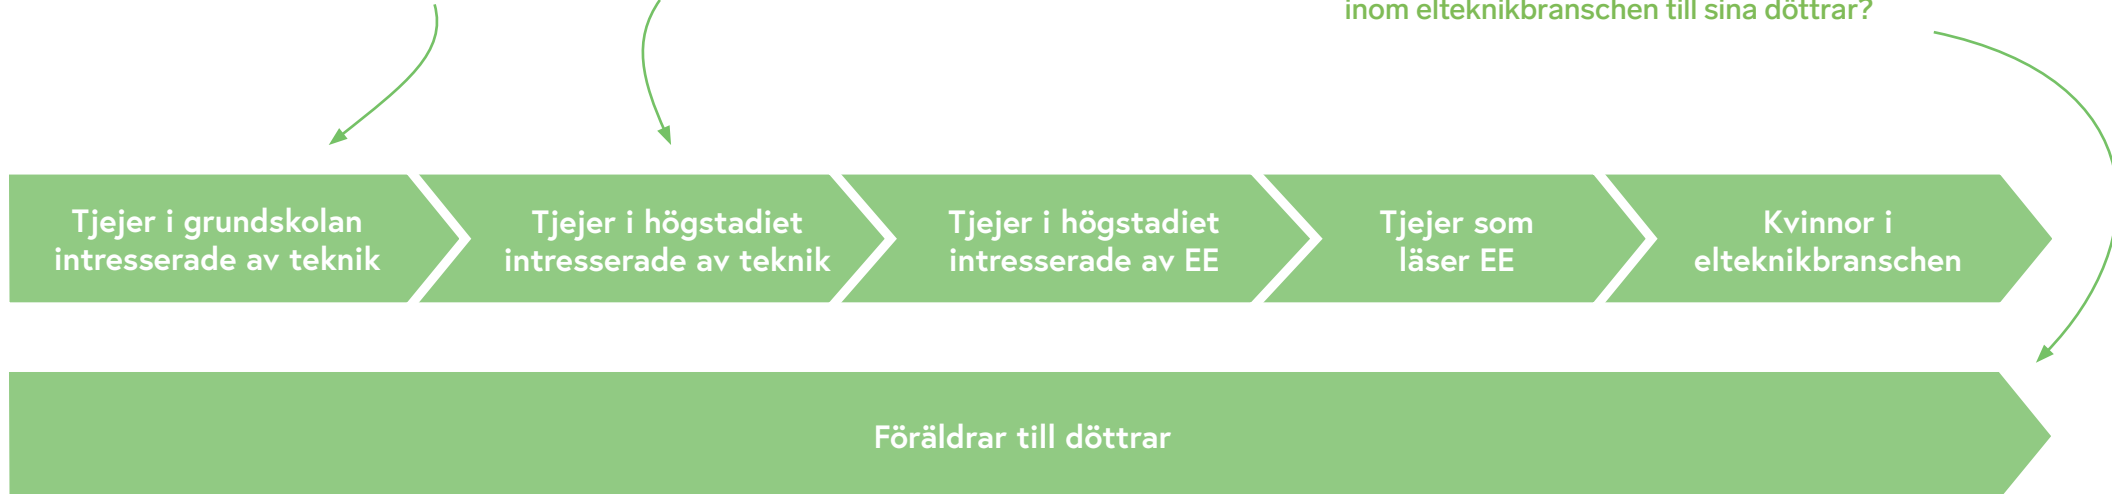 inom elteknikbranschen till sina döttrar?
Tjejer i grundskolan
intresserade av teknik
Tjejer i högstadiet
intresserade av teknik
Tjejer i högstadiet
intresserade av EE
Tjejer som
läser EE
Kvinnor i
elteknikbranschen
Föräldrar till döttrar